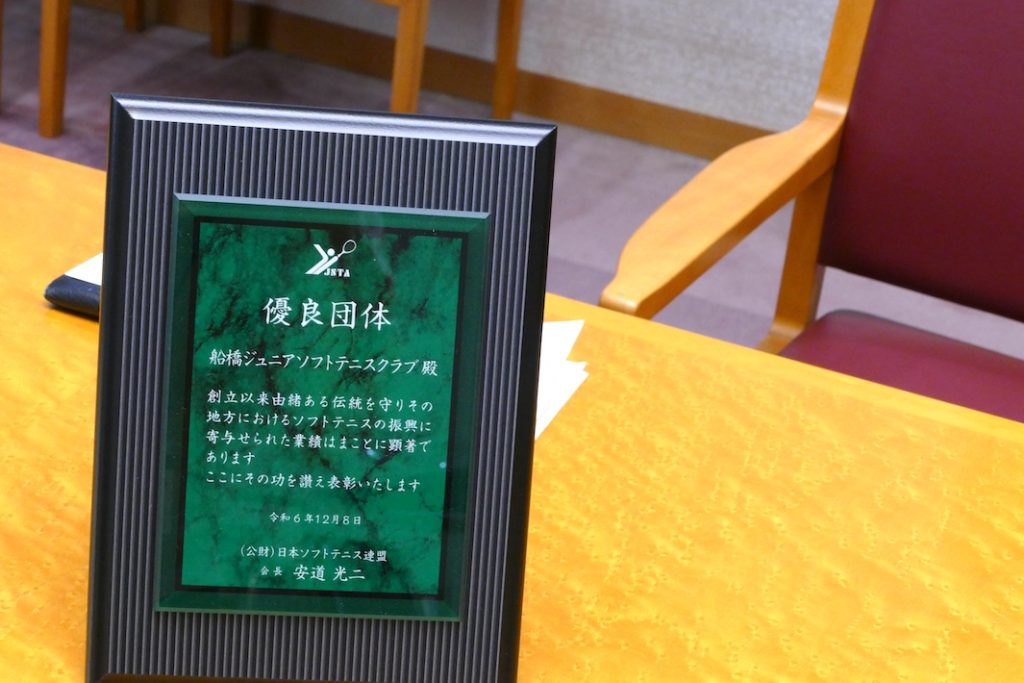 JSTA
優良団体
船橋ジュニアソフトテニスクラブ 殿
創立以来由緒ある伝統を守りその
地方におけるソフトテニスの振興に
寄与せられた業績はまことに顕著で
あります
ここにその功を讃え表彰いたします
令和6年12月8日
(公財)日本ソフトテニス連盟
会長 安道 光二